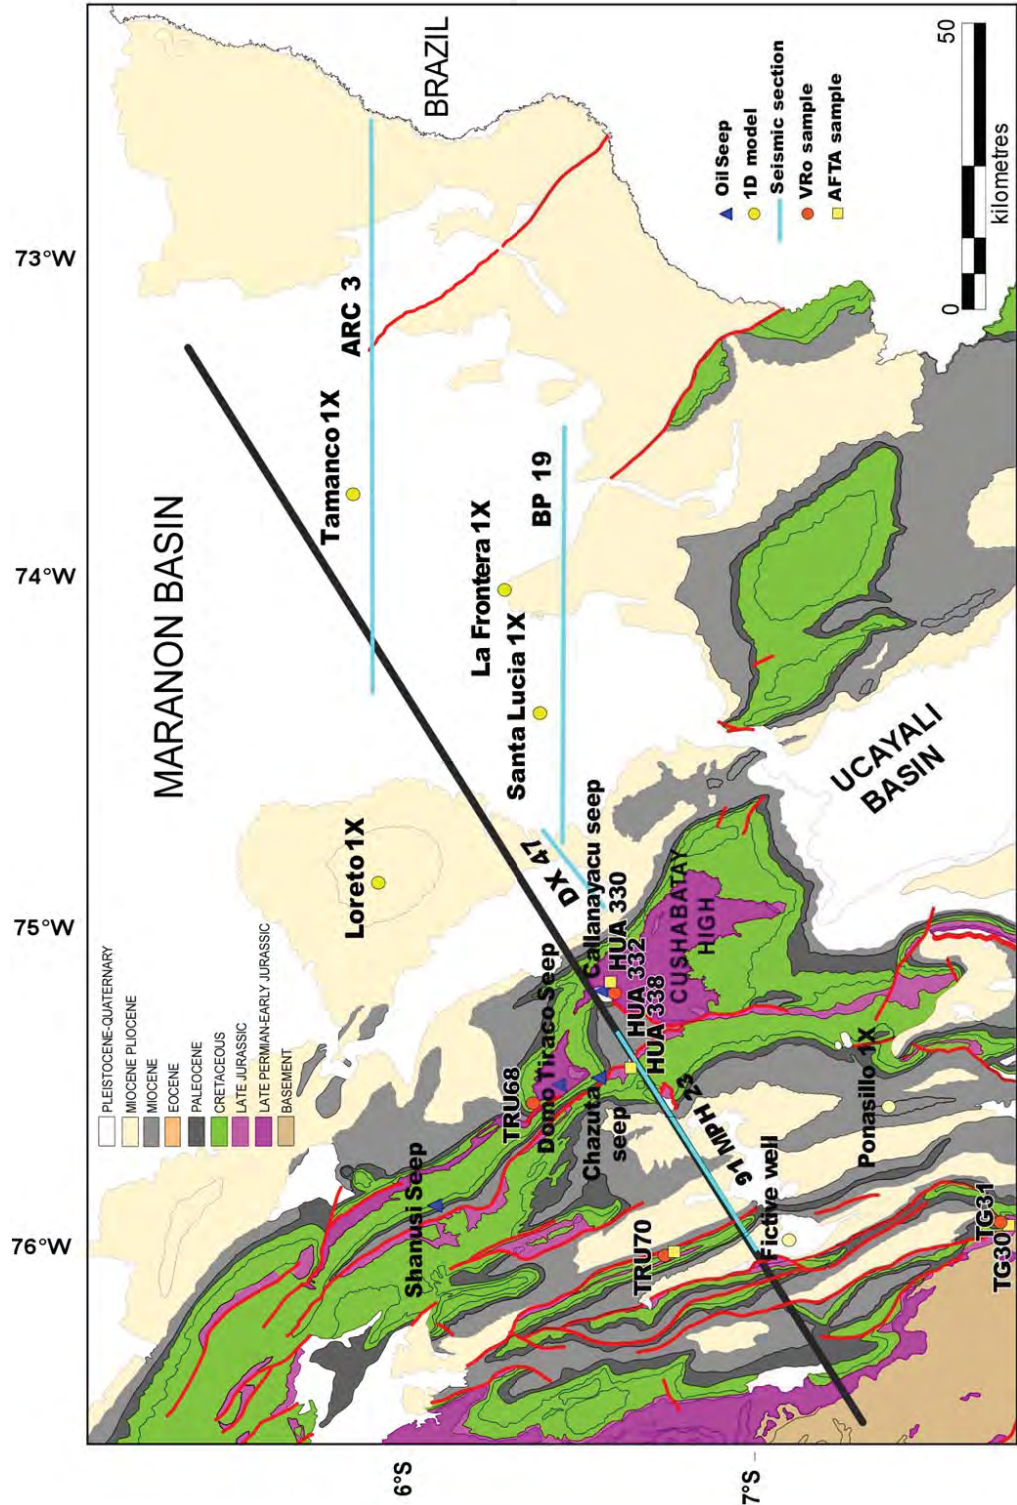 73°W
74°W
75°W
76°W
6°S
7°S
MARANON BASIN
BRAZIL
UCAYALI
BASIN
CUSHABATAY
HIGH
ARC 3
Tamanco 1X
BP 19
La Frontera 1X
Santa Lucia 1X
Loreto 1X
DX 47
Callanayacu seep
HUA 330
HUA 332
HUA 338
Domo Tiraco Seep
TRU68
Chazuta
seep
Shanusi Seep
91 MPH 23
Ponasillo 1X
Fictive well
TRU70
TG30
TG31
PLEISTOCENE-QUATERNARY
MIOCENE PLIOCENE
MIOCENE
EOCENE
PALEOCENE
CRETACEOUS
LATE JURASSIC
LATE PERMIAN-EARLY JURASSIC
BASEMENT
Oil Seep
1D model
Seismic section
VRo sample
AFTA sample
0
50
kilometres